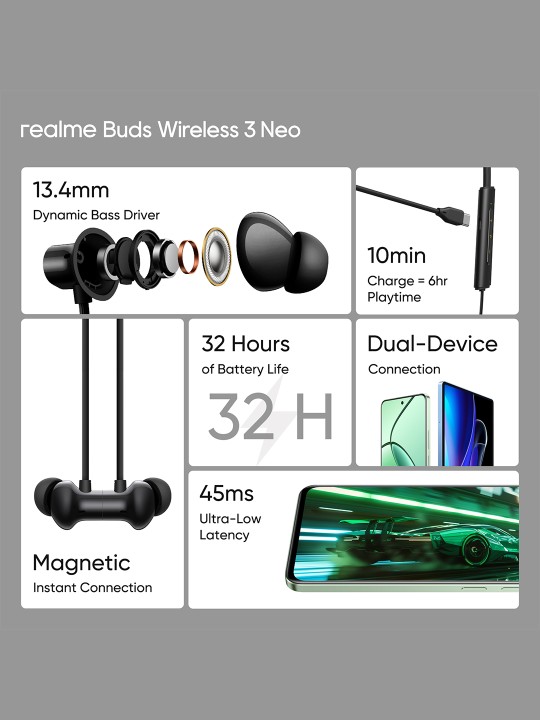 realme Buds Wireless 3 Neo
13.4mm
Dynamic Bass Driver
10min
Charge = 6hr
Playtime
32 Hours
of Battery Life
32 H
Dual-Device
Connection
45ms
Ultra-Low
Latency
Magnetic
Instant Connection